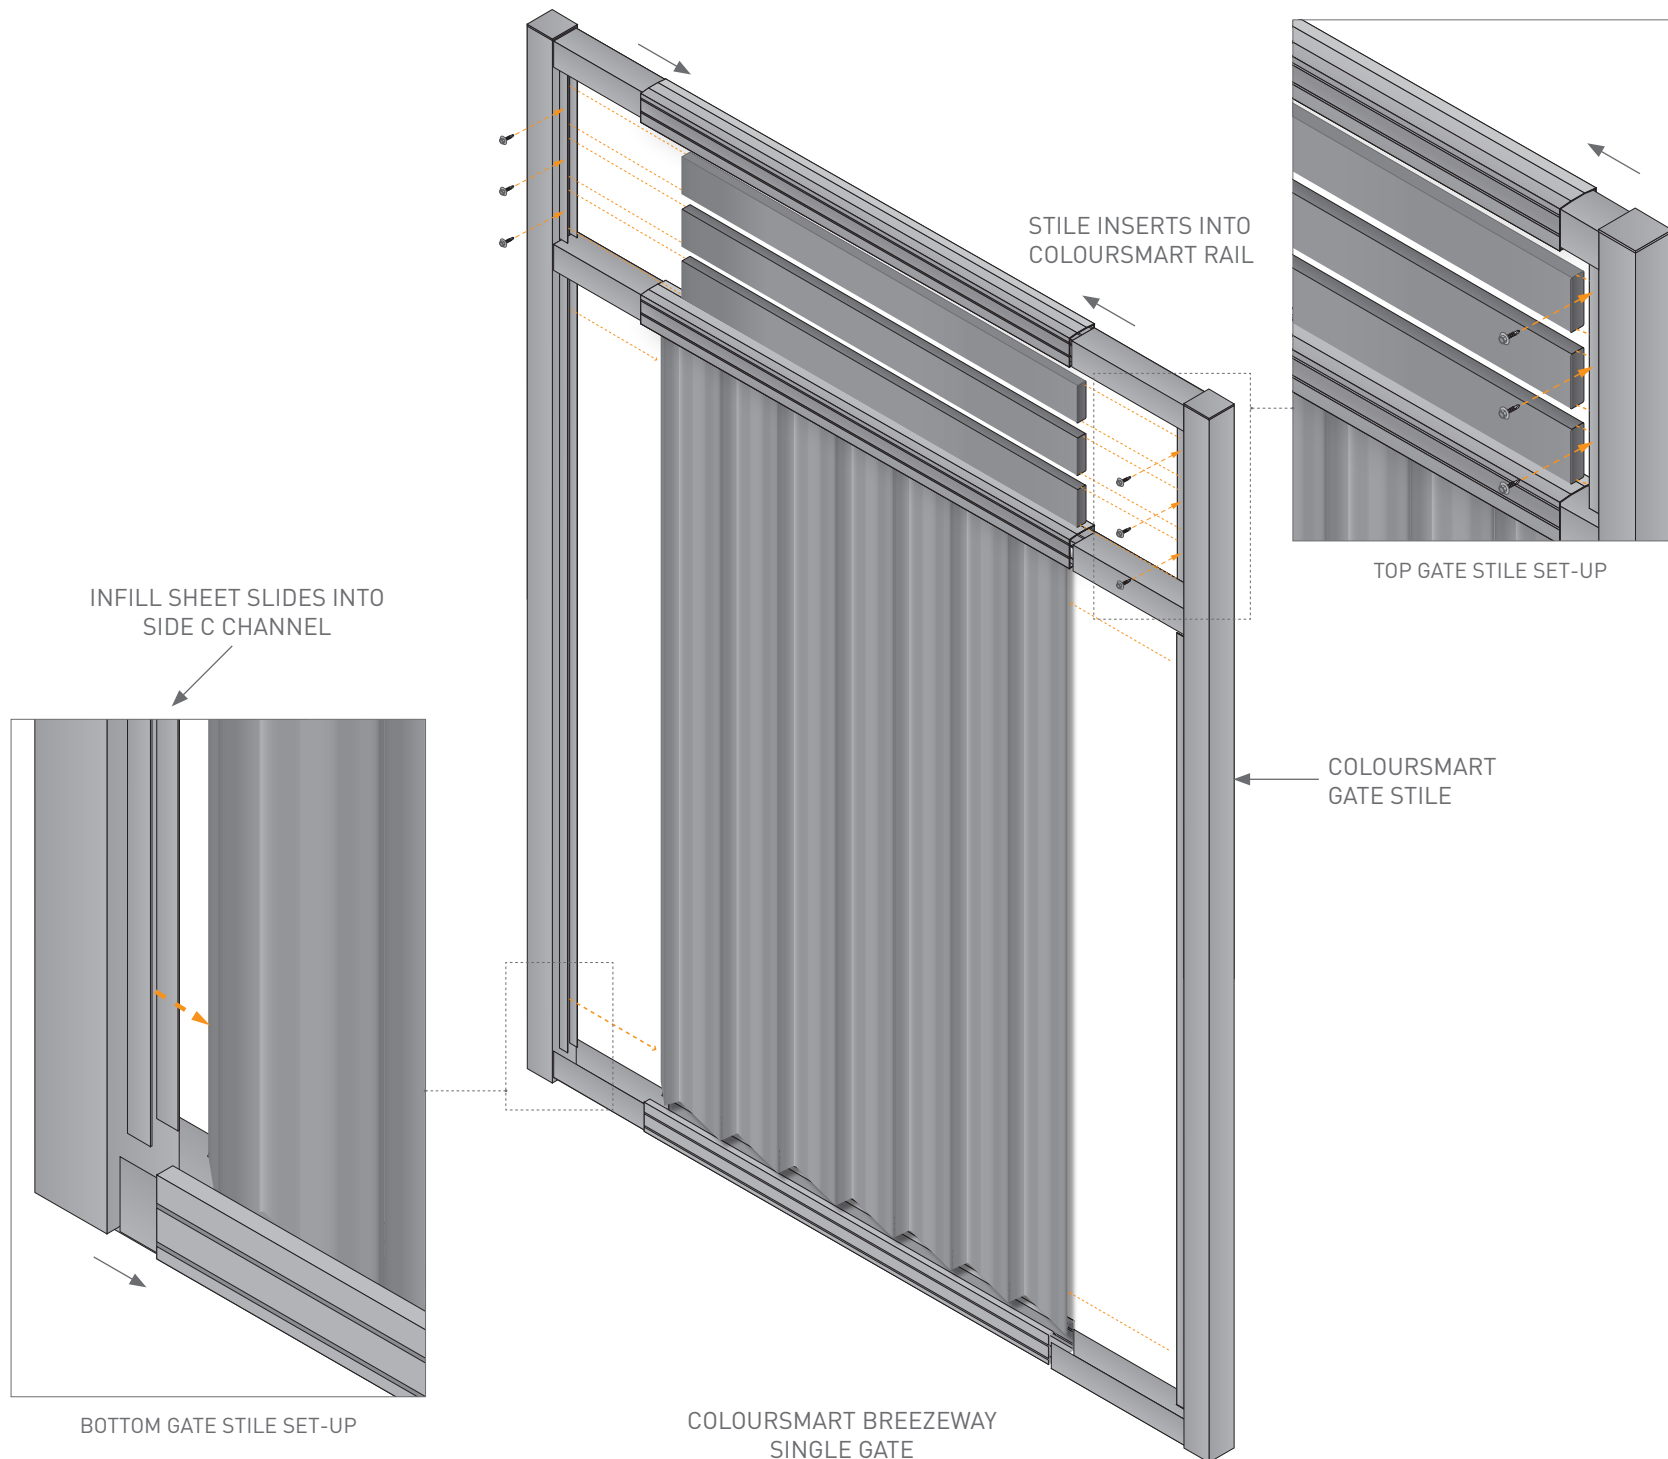 STILE INSERTS INTO
COLOURSMART RAIL
TOP GATE STILE SET-UP
INFILL SHEET SLIDES INTO
SIDE C CHANNEL
COLOURSMART
GATE STILE
BOTTOM GATE STILE SET-UP
COLOURSMART BREEZEWAY
SINGLE GATE